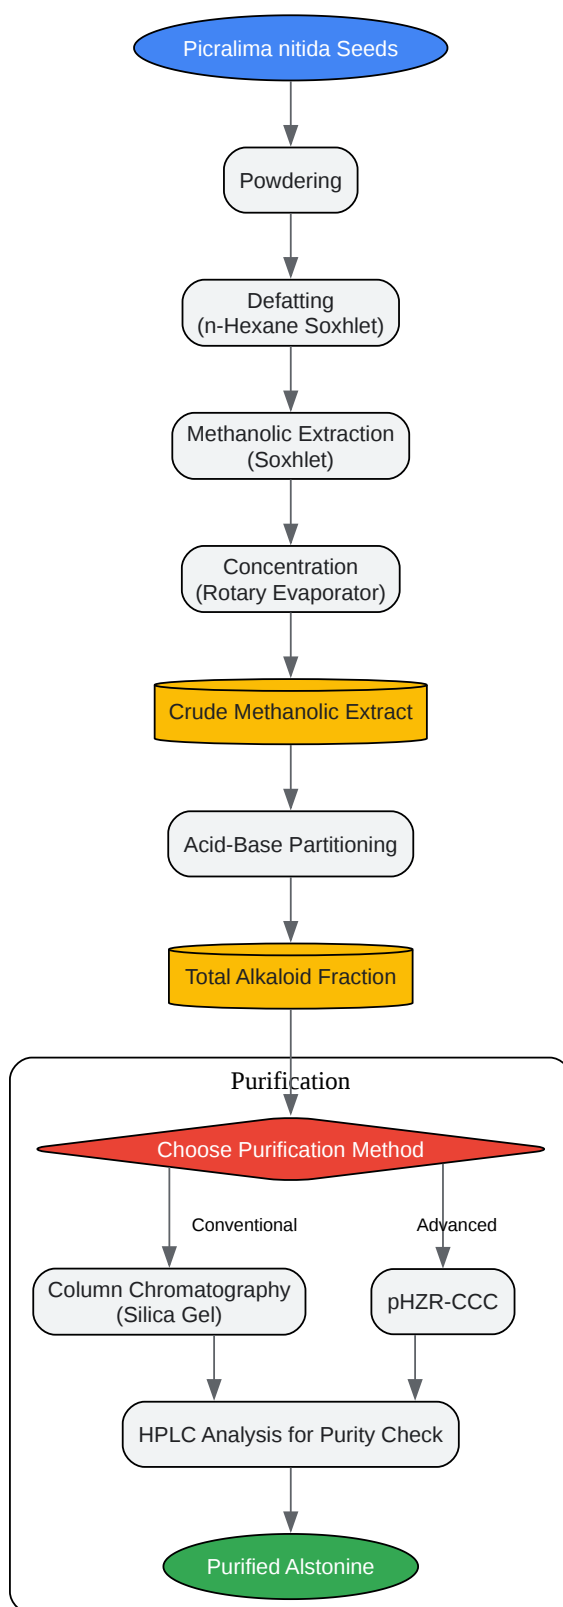 Picralima nitida Seeds
Powdering
Defatting
(n-Hexane Soxhlet)
Methanolic Extraction
(Soxhlet)
Concentration
(Rotary Evaporator)
Crude Methanolic Extract
Acid-Base Partitioning
Total Alkaloid Fraction
Purification
Choose Purification Method
Conventional
Advanced
Column Chromatography
(Silica Gel)
pHZR-CCC
HPLC Analysis for Purity Check
Purified Alstonine